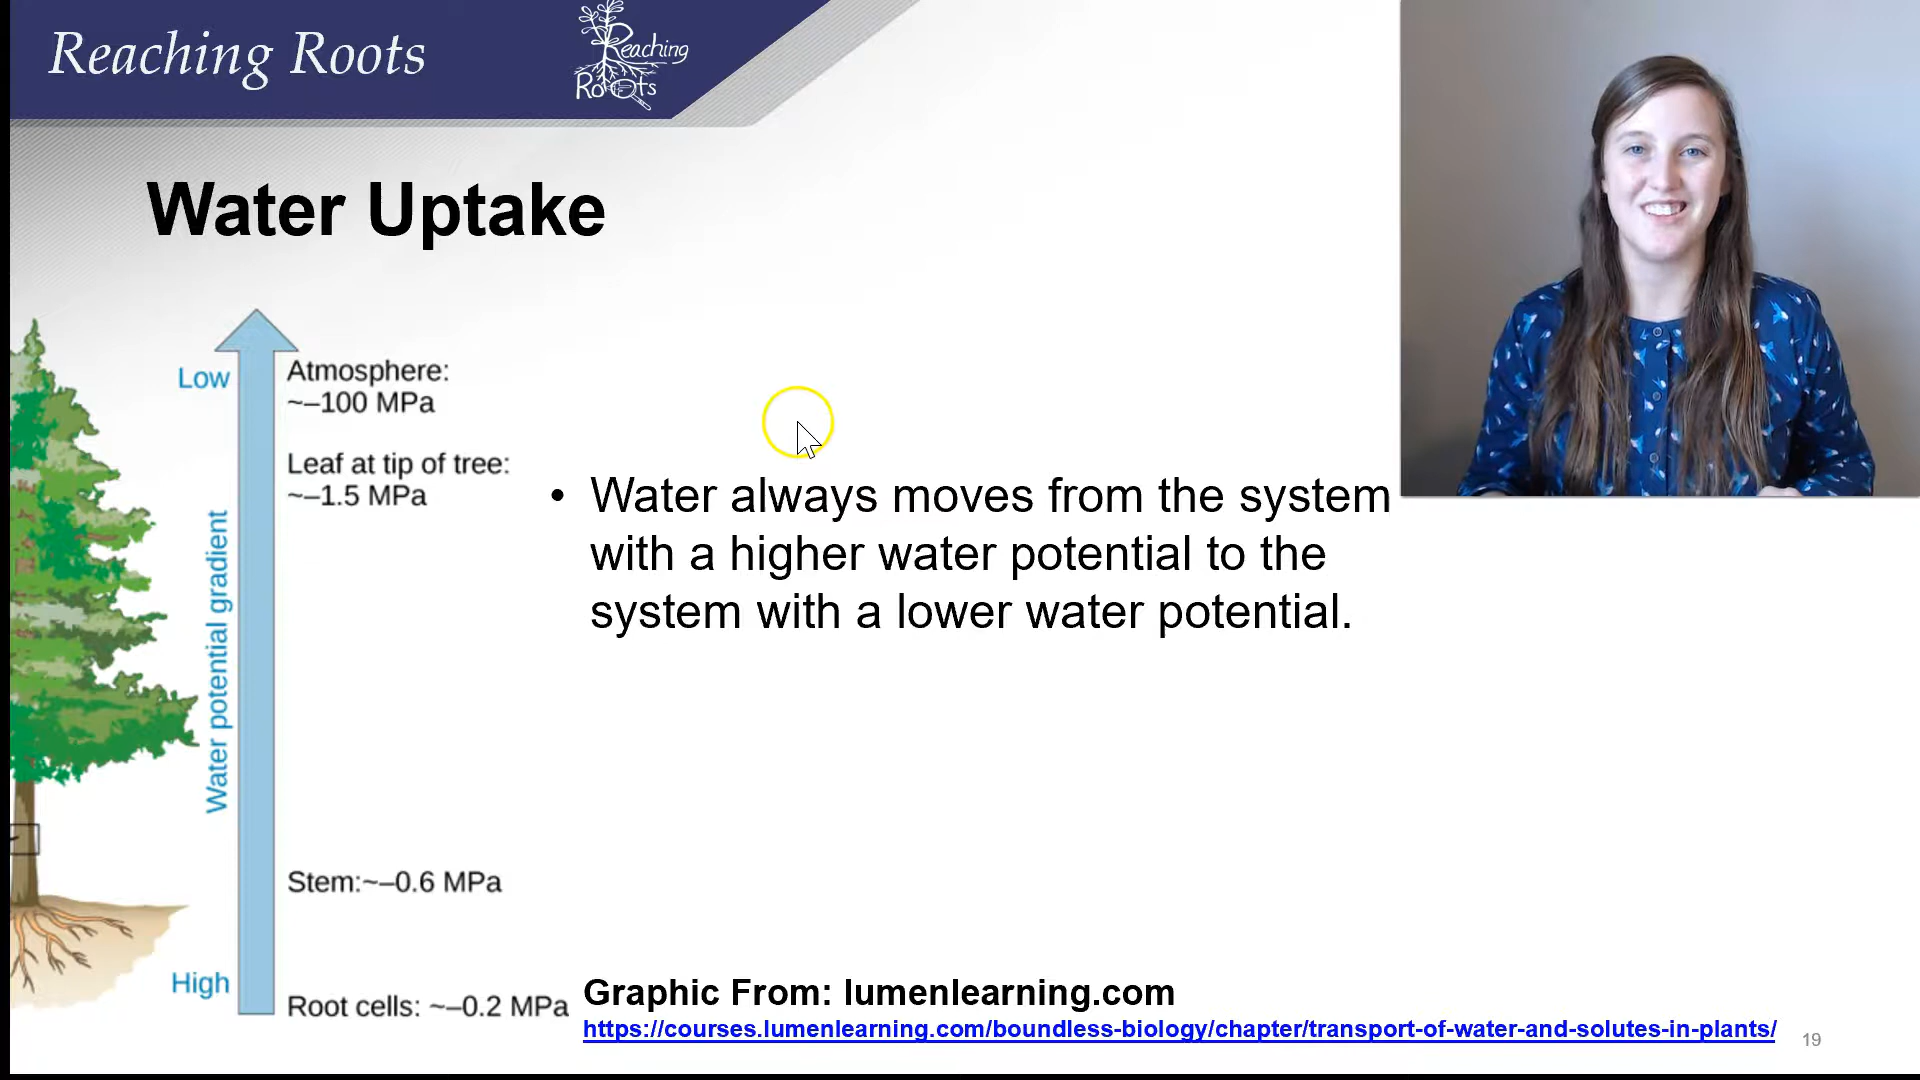 Reaching Roots
Reaching
Roots
Water Uptake
Low
Atmosphere:
~–100 MPa
Leaf at tip of tree:
~–1.5 MPa
Water potential gradient
• Water always moves from the system
with a higher water potential to the
system with a lower water potential.
Stem:~–0.6 MPa
High
Root cells: ~–0.2 MPa
Graphic From: lumenlearning.com
https://courses.lumenlearning.com/boundless-biology/chapter/transport-of-water-and-solutes-in-plants/
19